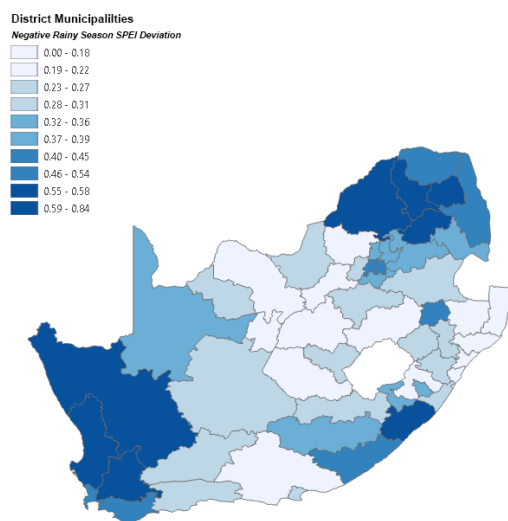 District Municipalilties
Negative Rainy Season SPEI Deviation
0.00 - 0.18
0.19 - 0.22
0.23 - 0.27
0.28 - 0.31
0.32 - 0.36
0.37 - 0.39
0.40 - 0.45
0.46 - 0.54
0.55 - 0.58
0.59 - 0.84